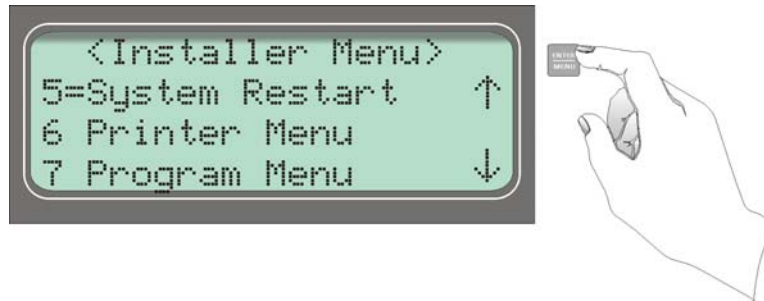 <Installer Menu>
5=System Restart ↑
6 Printer Menu
7 Program Menu ↓
ENTER
MENU